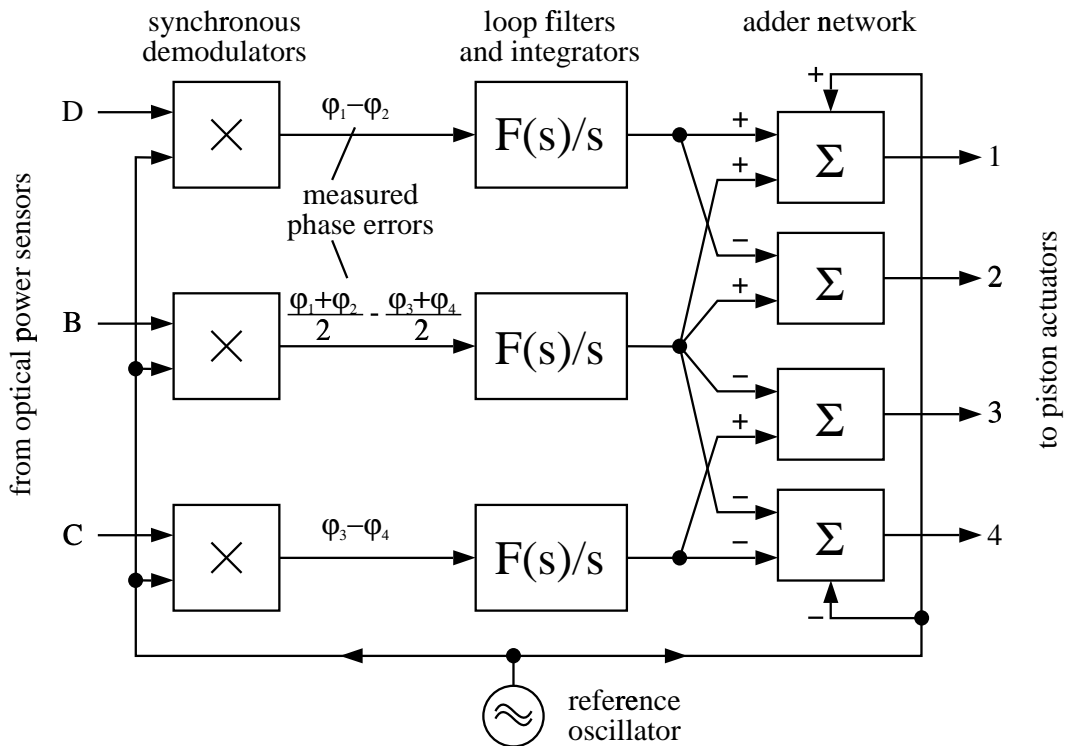 synchronous
demodulators
loop filters
and integrators
adder network
from optical power sensors
to piston actuators
D
×
φ₁−φ₂
F(s)/s
+
+
+
Σ
1
measured
phase errors
−
+
Σ
2
B
×
φ₁+φ₂/2 - φ₃+φ₄/2
F(s)/s
−
+
Σ
3
C
×
φ₃−φ₄
F(s)/s
−
−
−
Σ
4
reference
oscillator